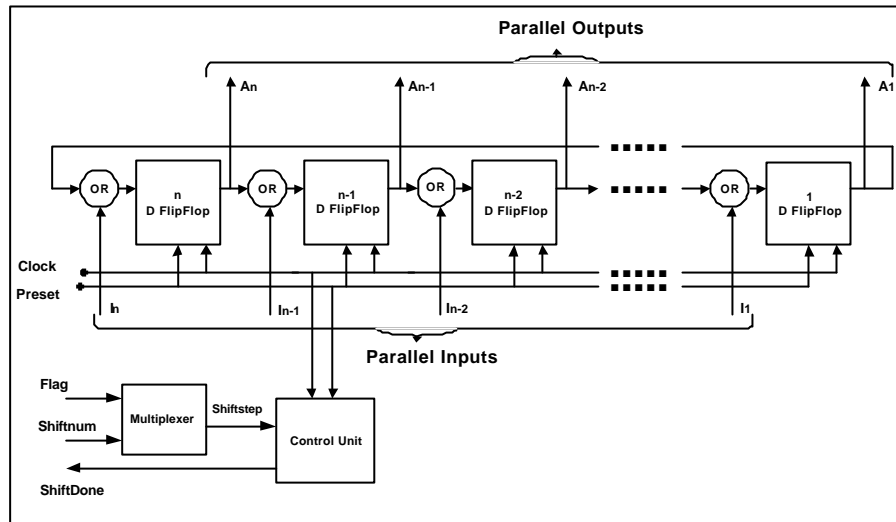 Parallel Outputs
An An-1 An-2 A1
OR n D FlipFlop OR n-1 D FlipFlop OR n-2 D FlipFlop OR 1 D FlipFlop
Clock
Preset
In In-1 In-2 I1
Parallel Inputs
Flag
Shiftnum
Multiplexer
Shiftstep
Control Unit
ShiftDone